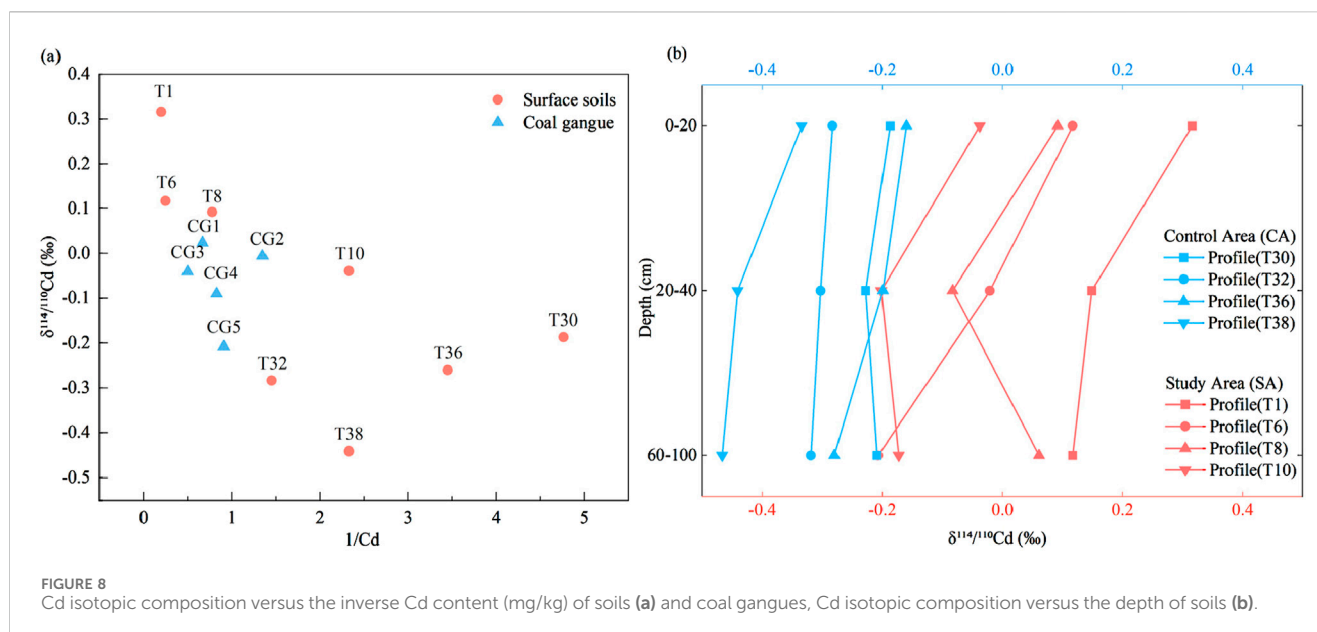 (a)
0.4
0.3
0.2
0.1
0.0
-0.1
-0.2
-0.3
-0.4
-0.5
δ¹¹⁴/¹¹⁰Cd (‰)
T1
Surface soils
Coal gangue
T6
T8
CG1
CG2
CG3
T10
CG4
CG5
T30
T32
T36
T38
0 1 2 3 4 5
1/Cd
(b)
-0.4 -0.2 0.0 0.2 0.4
0-20
20-40
60-100
Depth (cm)
Control Area (CA)
Profile(T30)
Profile(T32)
Profile(T36)
Profile(T38)
Study Area (SA)
Profile(T1)
Profile(T6)
Profile(T8)
Profile(T10)
-0.4 -0.2 0.0 0.2 0.4
δ¹¹⁴/¹¹⁰Cd (‰)
FIGURE 8
Cd isotopic composition versus the inverse Cd content (mg/kg) of soils (a) and coal gangues, Cd isotopic composition versus the depth of soils (b).